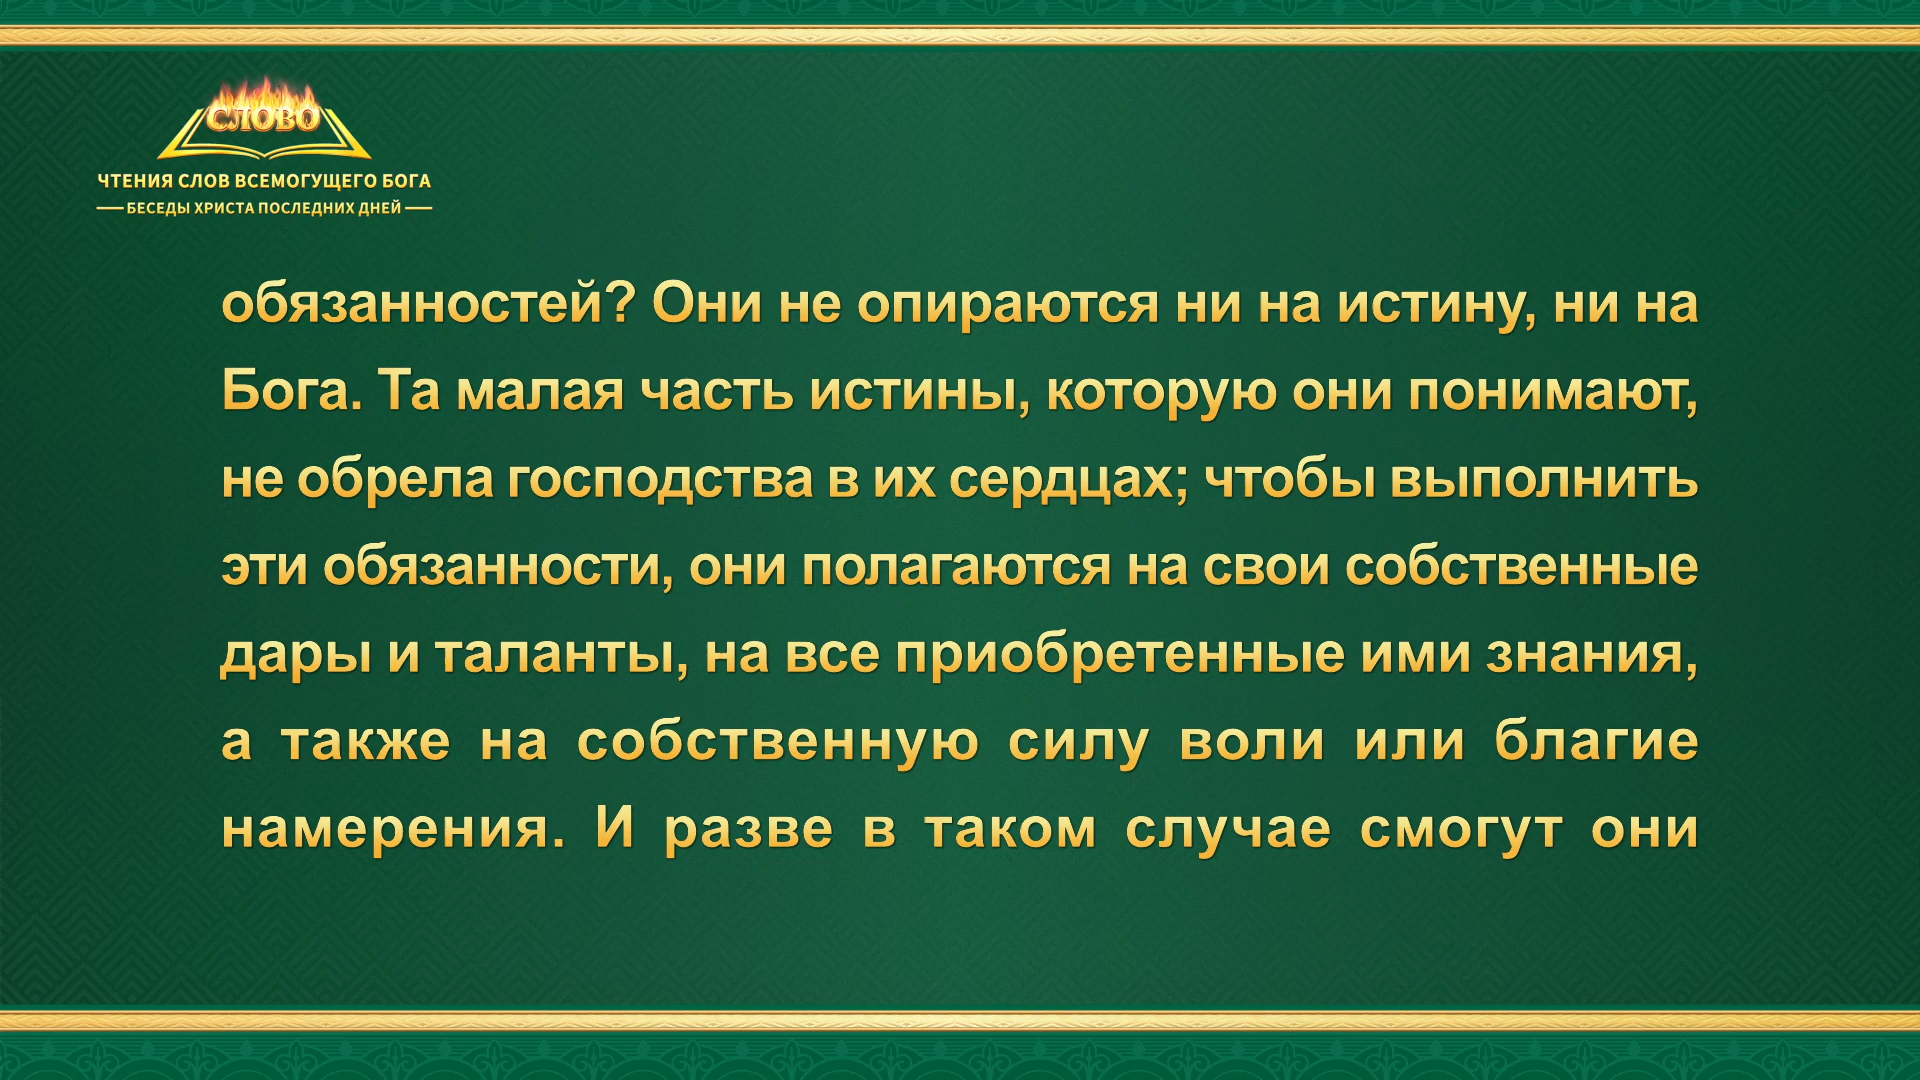 СЛОВО
ЧТЕНИЯ СЛОВ ВСЕМОГУЩЕГО БОГА
БЕСЕДЫ ХРИСТА ПОСЛЕДНИХ ДНЕЙ
обязанностей? Они не опираются ни на истину, ни на
Бога. Та малая часть истины, которую они понимают,
не обрела господства в их сердцах; чтобы выполнить
эти обязанности, они полагаются на свои собственные
дары и таланты, на все приобретенные ими знания,
а также на собственную силу воли или благие
намерения. И разве в таком случае смогут они